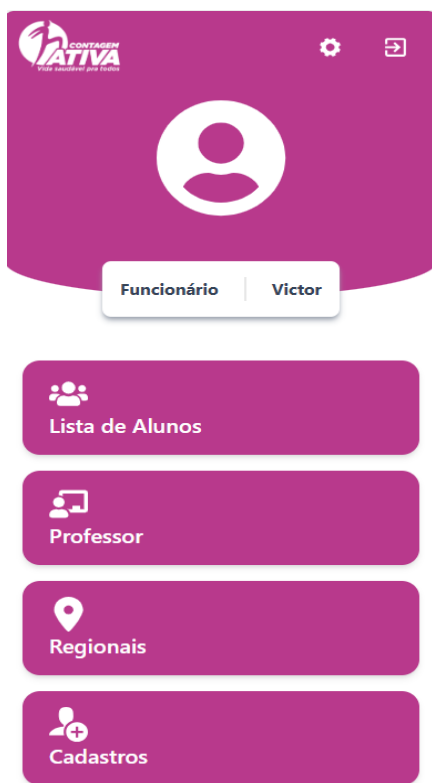 CONTAGEM
ATIVA
Vida saudável pra todos
Funcionário Victor
Lista de Alunos
Professor
Regionais
Cadastros